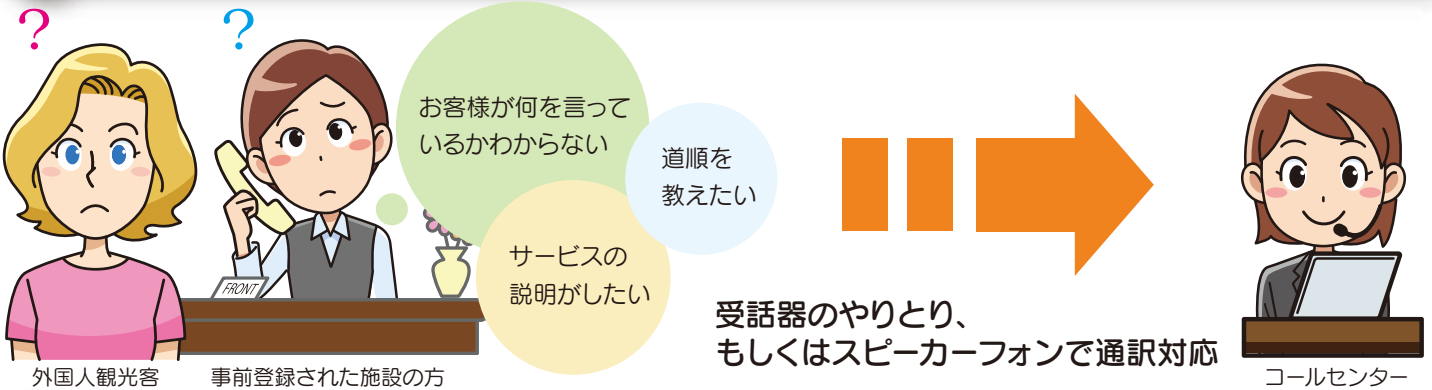 ?
?
お客様が何を言って
いるかわからない
道順を
教えたい
サービスの
説明がしたい
FRONT
受話器のやりとり、
もしくはスピーカーフォンで通訳対応
外国人観光客
事前登録された施設の方
コールセンター